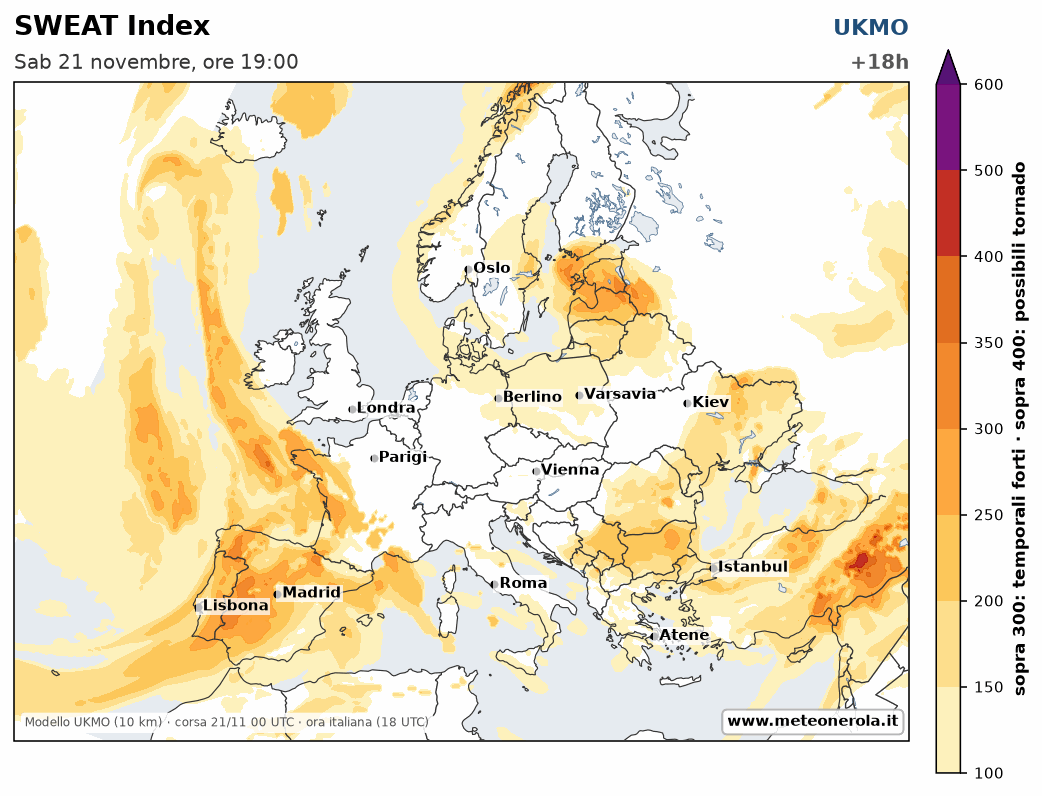 SWEAT Index
UKMO
Sab 21 novembre, ore 19:00
+18h
Oslo
Londra
Berlino
Varsavia
Kiev
Parigi
Vienna
Istanbul
Roma
Madrid
Lisbona
Atene
Modello UKMO (10 km) · corsa 21/11 00 UTC · ora italiana (18 UTC)
www.meteonerola.it
600
500
400
350
300
250
200
150
100
sopra 300: temporali forti · sopra 400: possibili tornado